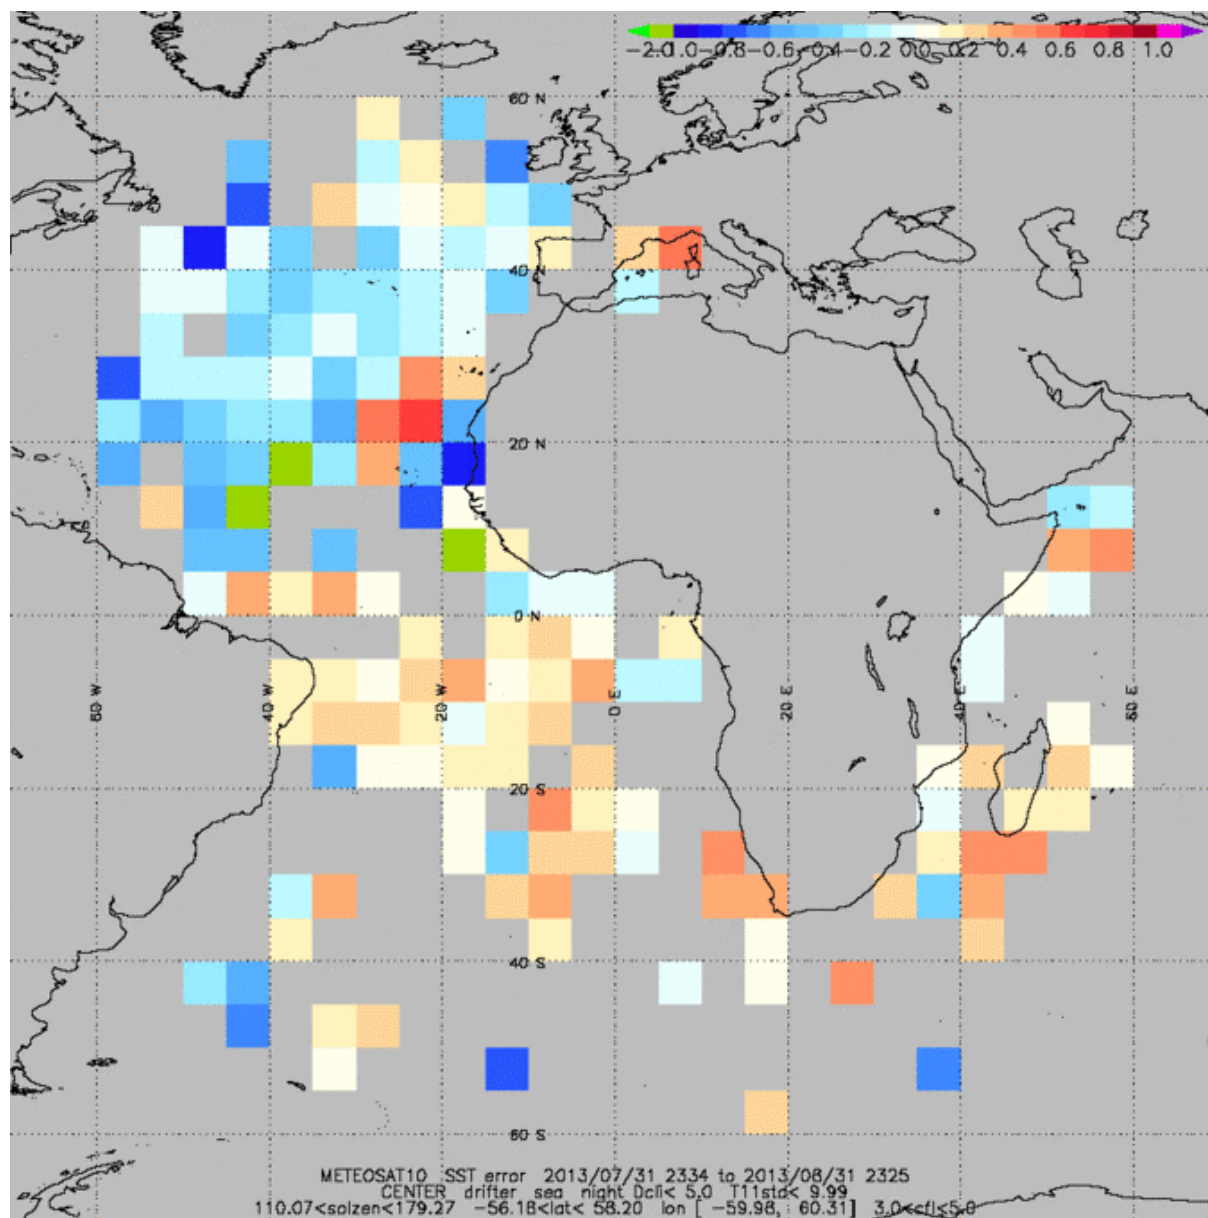 -2.0 -1.0 -0.8 -0.6 -0.4 -0.2 0.0 0.2 0.4 0.6 0.8 1.0
60 N
40 N
20 N
0 N
60 W 40 W 20 W 0 E 20 E 40 E 60 E
20 S
40 S
60 S
METEOSAT10 SST error 2013/07/31 2334 to 2013/08/31 2325
CENTER drifter sea night Dcli< 5.0 T11std< 9.99
110.07<solzen<179.27 -56.18<lat< 58.20 lon [ -59.98, 60.31] 3.0<cfl<5.0